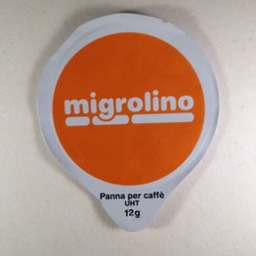 migrolino
Panna per caffè
UHT
12g